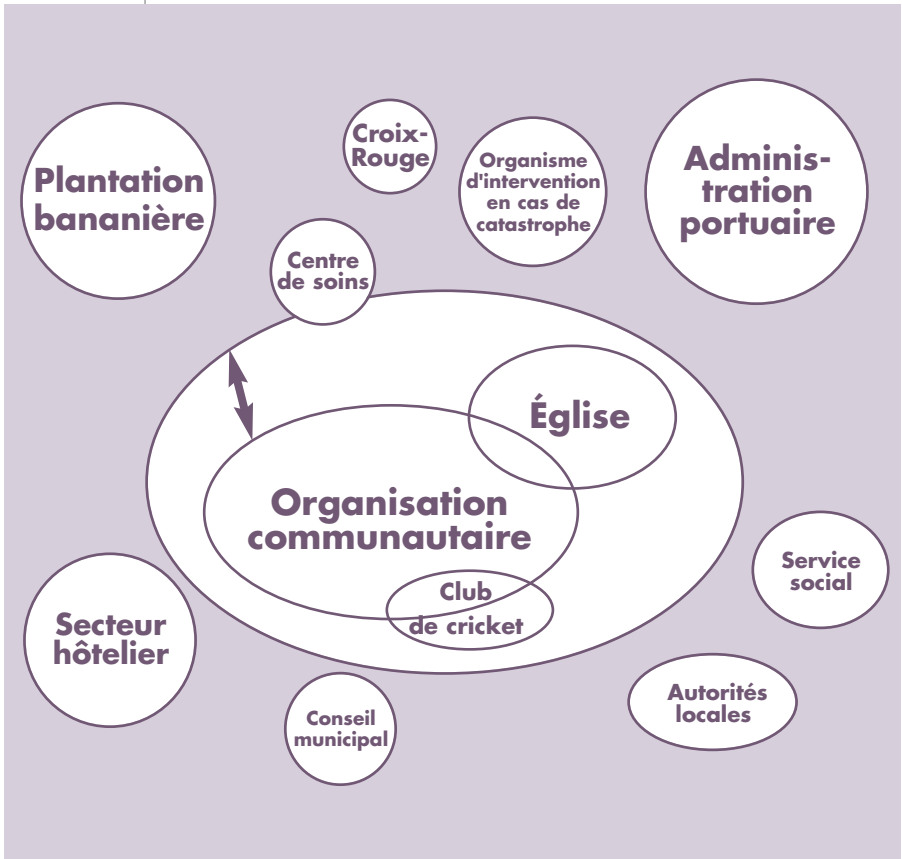 Croix-
Rouge
Plantation
bananière
Organisme
d'intervention
en cas de
catastrophe
Adminis-
tration
portuaire
Centre
de soins
Église
Organisation
communautaire
Club
de cricket
Service
social
Secteur
hôtelier
Autorités
locales
Conseil
municipal